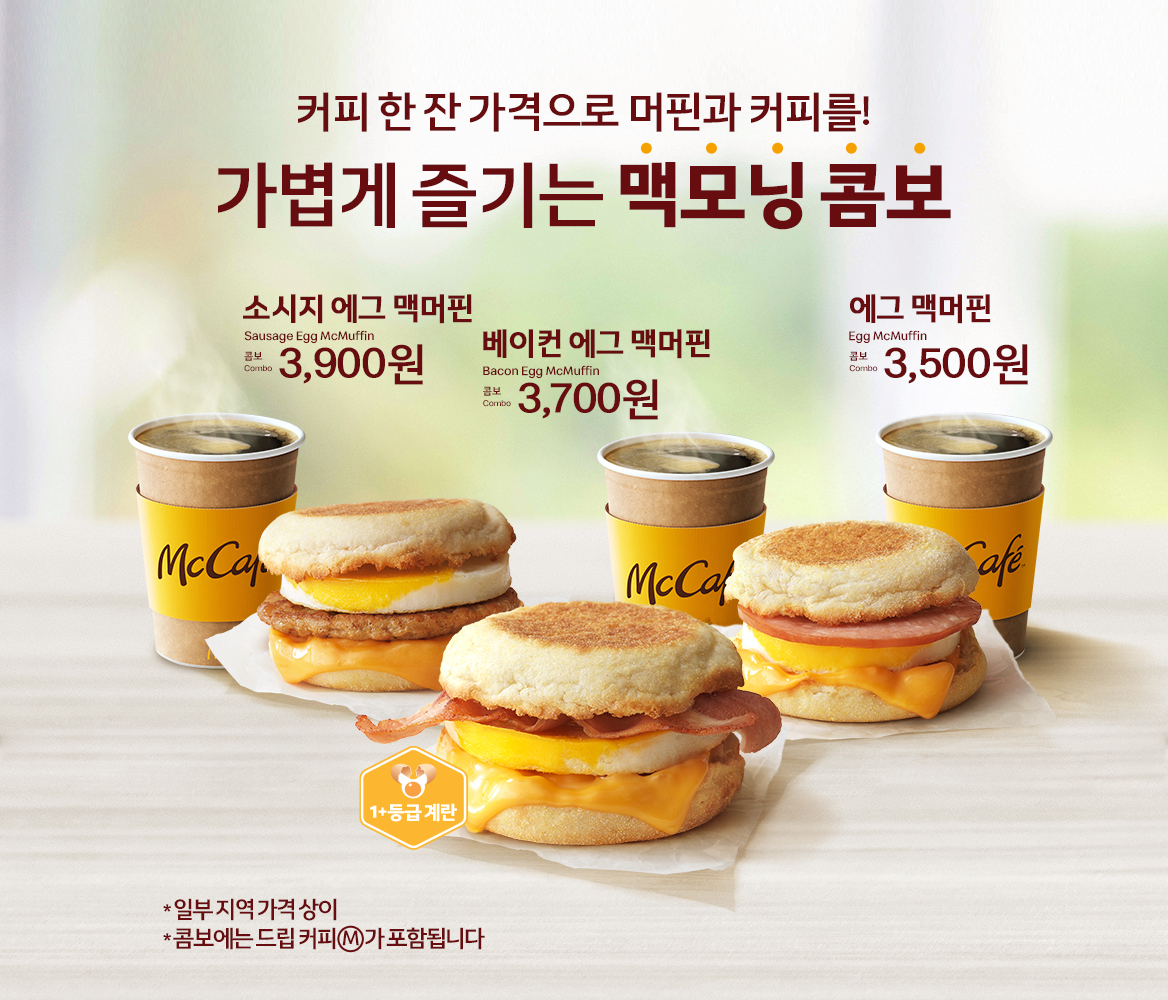 커피 한 잔 가격으로 머핀과 커피를!
가볍게 즐기는 맥모닝 콤보
소시지 에그 맥머핀
Sausage Egg McMuffin
콤보
Combo
3,900원
베이컨 에그 맥머핀
Bacon Egg McMuffin
콤보
Combo
3,700원
에그 맥머핀
Egg McMuffin
콤보
Combo
3,500원
McCaf
McCaf
Café
1+등급 계란
*일부 지역 가격 상이
*콤보에는 드립 커피Ⓜ가 포함됩니다